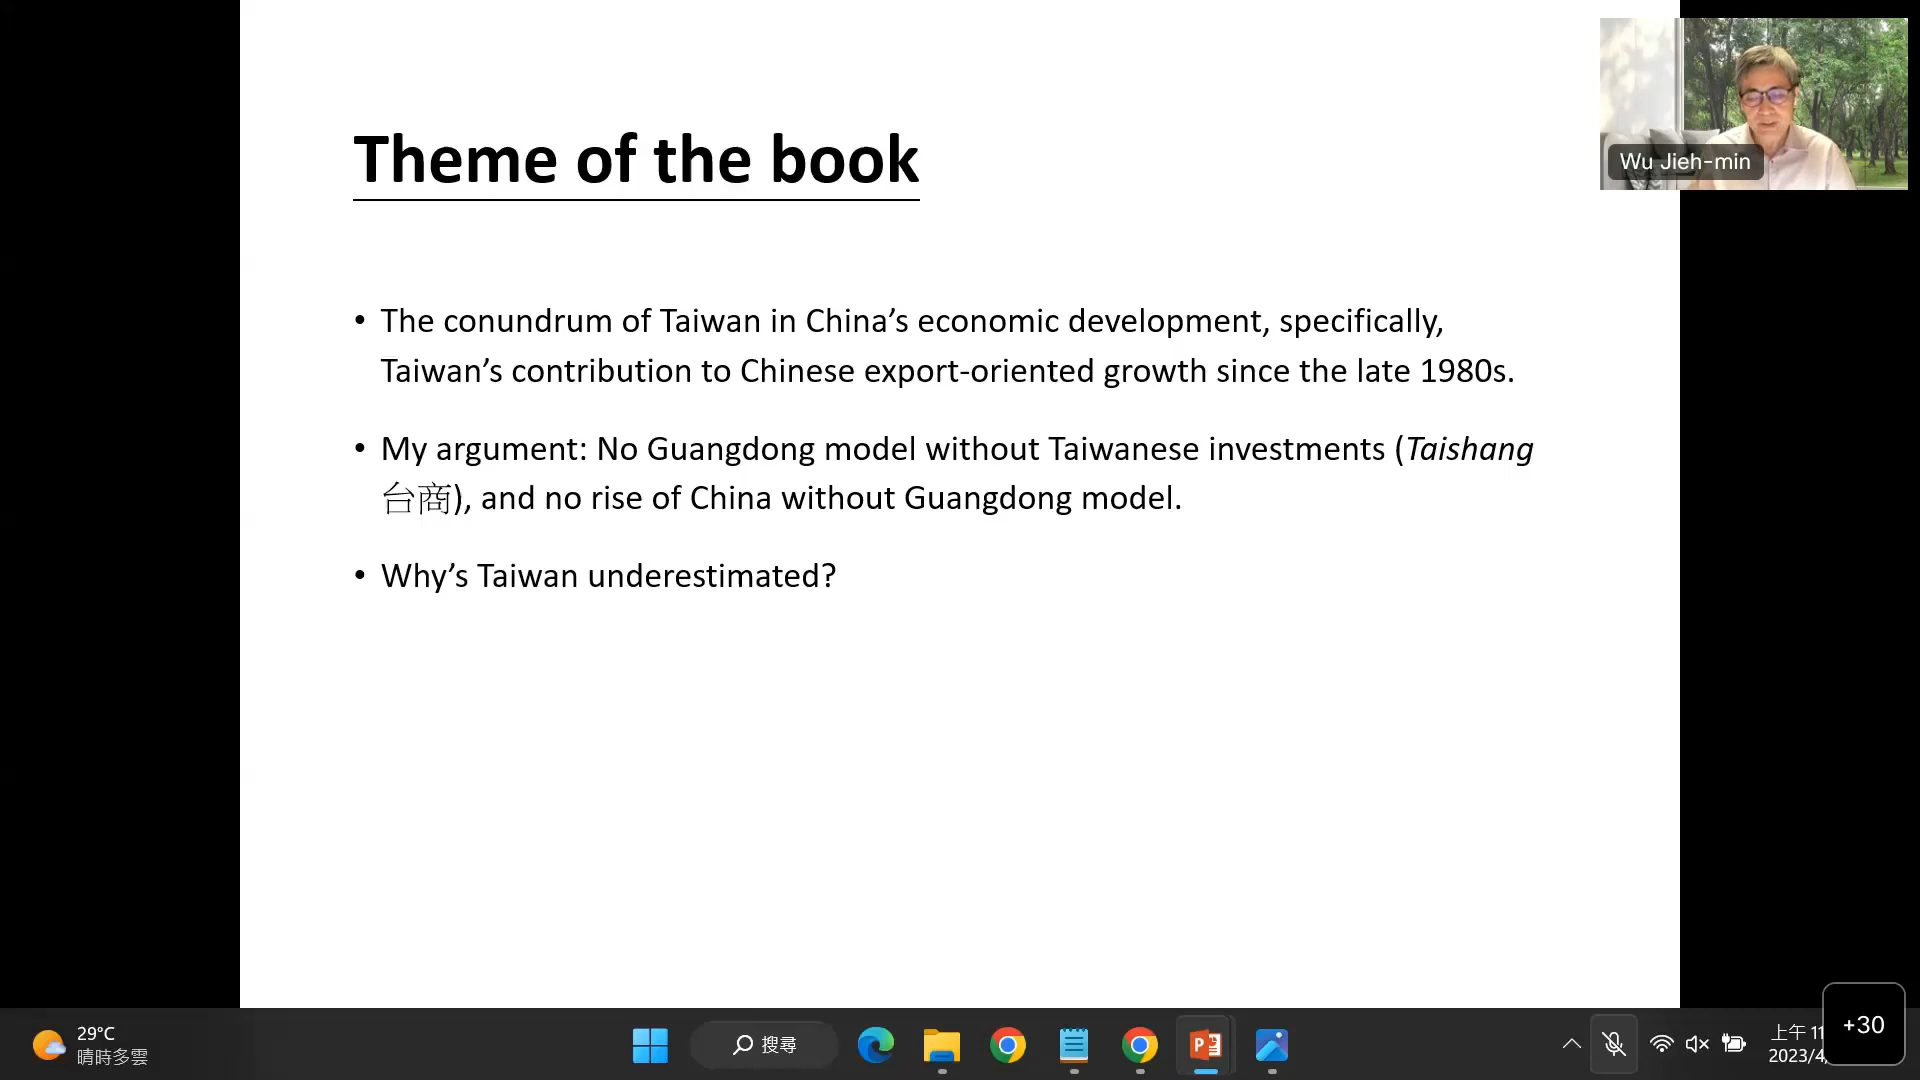 Theme of the book
Wu Jieh-min
• The conundrum of Taiwan in China’s economic development, specifically,
Taiwan’s contribution to Chinese export-oriented growth since the late 1980s.
• My argument: No Guangdong model without Taiwanese investments (Taishang
台商), and no rise of China without Guangdong model.
• Why’s Taiwan underestimated?
29°C
晴時多雲
搜尋
上午 11
2023/4/
+30